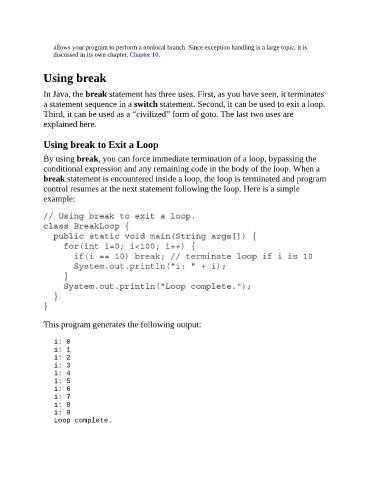 allows your program to perform a nonlocal branch. Since exception handling is a large topic, it is
discussed in its own chapter, Chapter 10.
Using break
In Java, the break statement has three uses. First, as you have seen, it terminates
a statement sequence in a switch statement. Second, it can be used to exit a loop.
Third, it can be used as a “civilized” form of goto. The last two uses are
explained here.
Using break to Exit a Loop
By using break, you can force immediate termination of a loop, bypassing the
conditional expression and any remaining code in the body of the loop. When a
break statement is encountered inside a loop, the loop is terminated and program
control resumes at the next statement following the loop. Here is a simple
example:
// Using break to exit a loop.
class BreakLoop {
  public static void main(String args[]) {
    for(int i=0; i<100; i++) {
      if(i == 10) break; // terminate loop if i is 10
      System.out.println("i: " + i);
    }
    System.out.println("Loop complete.");
  }
}
This program generates the following output:
i: 0
i: 1
i: 2
i: 3
i: 4
i: 5
i: 6
i: 7
i: 8
i: 9
Loop complete.